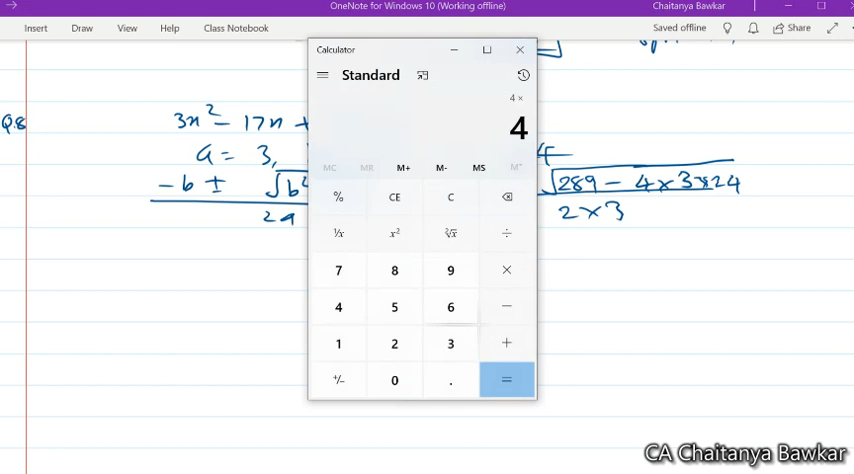 OneNote for Windows 10 (Working offline)
Chaitanya Bawkar
Insert Draw View Help Class Notebook
Saved offline
Share
Calculator
Standard
4 ×
4
MC MR M+ M- MS M˅
% CE C
¹/x x² ²√x ÷
7 8 9 ×
4 5 6 −
1 2 3 +
+/− 0 . =
Q.8 3x² − 17x +
a = 3,
− b ± √b²
2a
√289 − 4×3×24
2×3
CA Chaitanya Bawkar